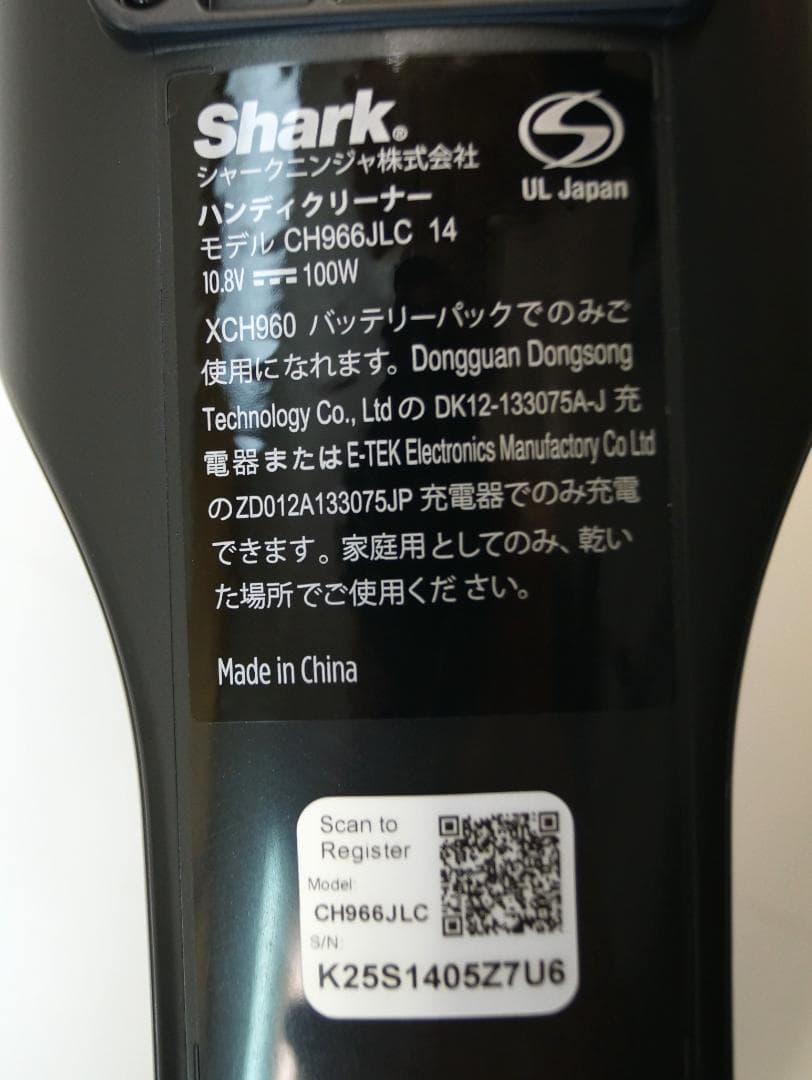 Shark®
シャークニンジャ株式会社
UL Japan
ハンディクリーナー
モデル CH966JLC 14
10.8V ⎓ 100W
XCH960 バッテリーパックでのみご
使用になれます。Dongguan Dongsong
Technology Co., Ltdの DK12-133075A-J 充
電器または E-TEK Electronics Manufactory Co Ltd
のZD012A133075JP 充電器でのみ充電
できます。家庭用としてのみ、乾い
た場所でご使用ください。
Made in China
Scan to
Register
Model:
CH966JLC
S/N:
K25S1405Z7U6